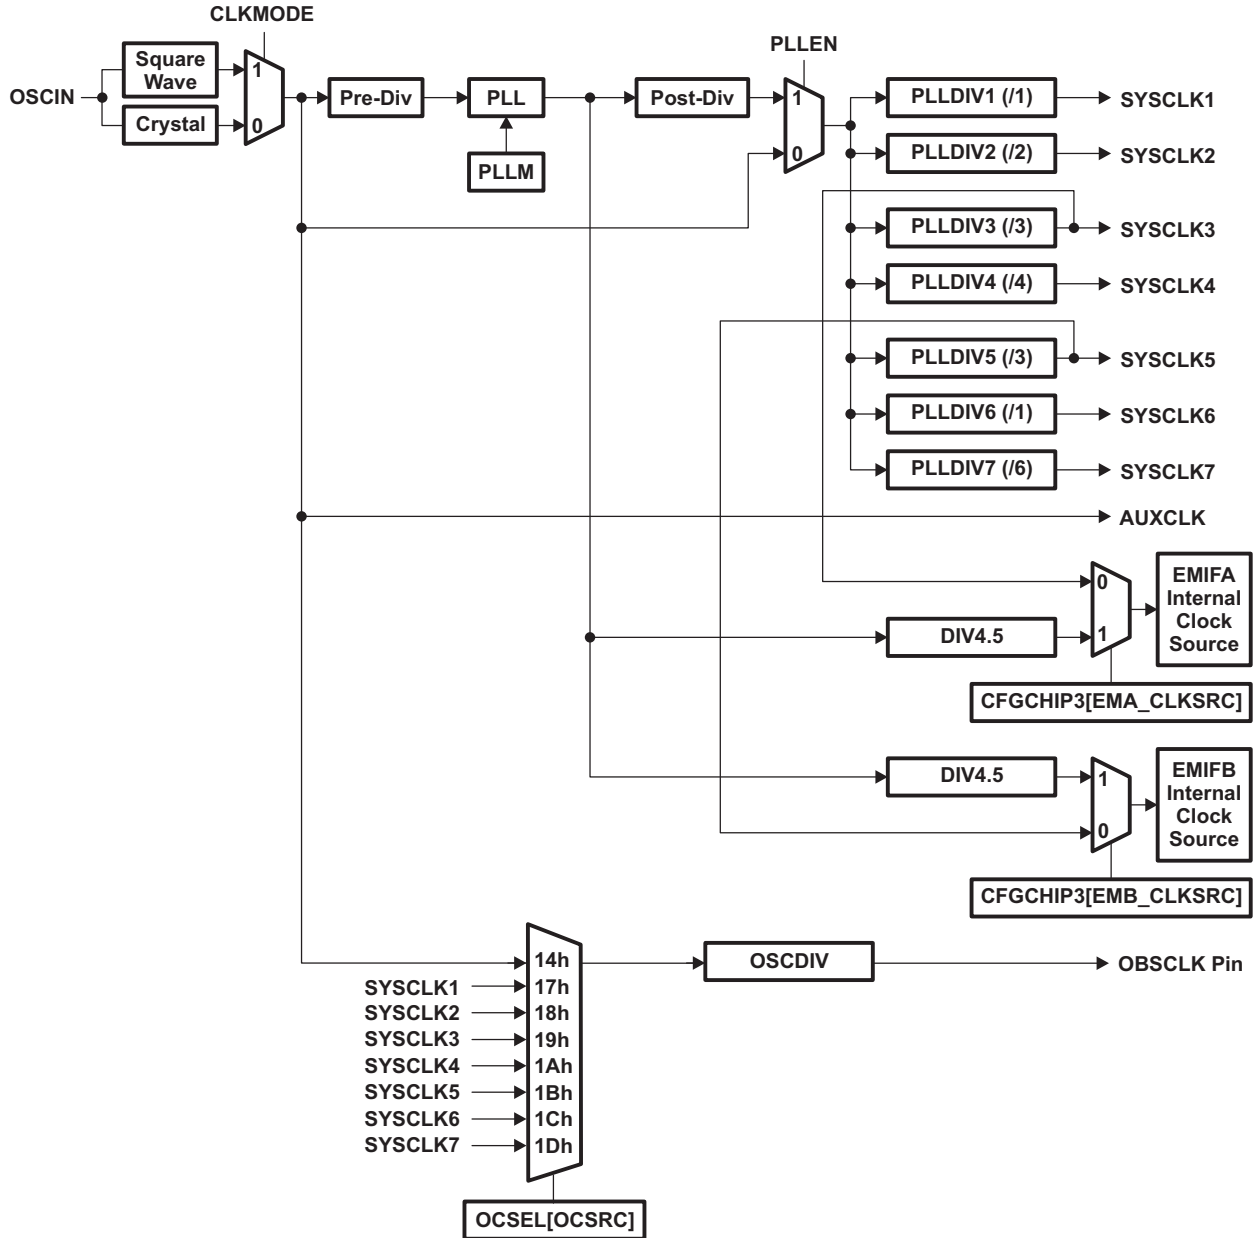 CLKMODE
PLLEN
OSCIN
Square
Wave
1
Crystal
0
Pre-Div
PLL
PLLM
Post-Div
1
0
PLLDIV1 (/1)
SYSCLK1
PLLDIV2 (/2)
SYSCLK2
PLLDIV3 (/3)
SYSCLK3
PLLDIV4 (/4)
SYSCLK4
PLLDIV5 (/3)
SYSCLK5
PLLDIV6 (/1)
SYSCLK6
PLLDIV7 (/6)
SYSCLK7
AUXCLK
0
DIV4.5
1
EMIFA
Internal
Clock
Source
CFGCHIP3[EMA_CLKSRC]
DIV4.5
1
0
EMIFB
Internal
Clock
Source
CFGCHIP3[EMB_CLKSRC]
14h
OSCDIV
OBSCLK Pin
SYSCLK1
17h
SYSCLK2
18h
SYSCLK3
19h
SYSCLK4
1Ah
SYSCLK5
1Bh
SYSCLK6
1Ch
SYSCLK7
1Dh
OCSEL[OCSRC]